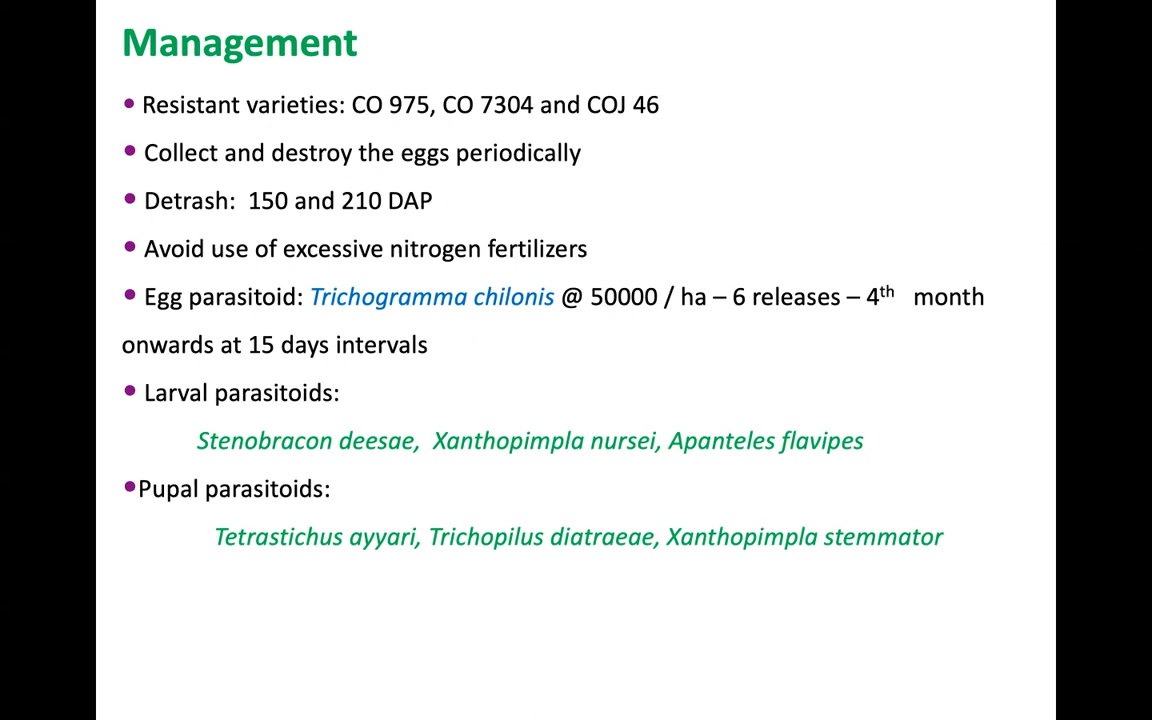 Management
• Resistant varieties: CO 975, CO 7304 and COJ 46
• Collect and destroy the eggs periodically
• Detrash: 150 and 210 DAP
• Avoid use of excessive nitrogen fertilizers
• Egg parasitoid: Trichogramma chilonis @ 50000 / ha – 6 releases – 4th month
onwards at 15 days intervals
• Larval parasitoids:
Stenobracon deesae, Xanthopimpla nursei, Apanteles flavipes
•Pupal parasitoids:
Tetrastichus ayyari, Trichopilus diatraeae, Xanthopimpla stemmator